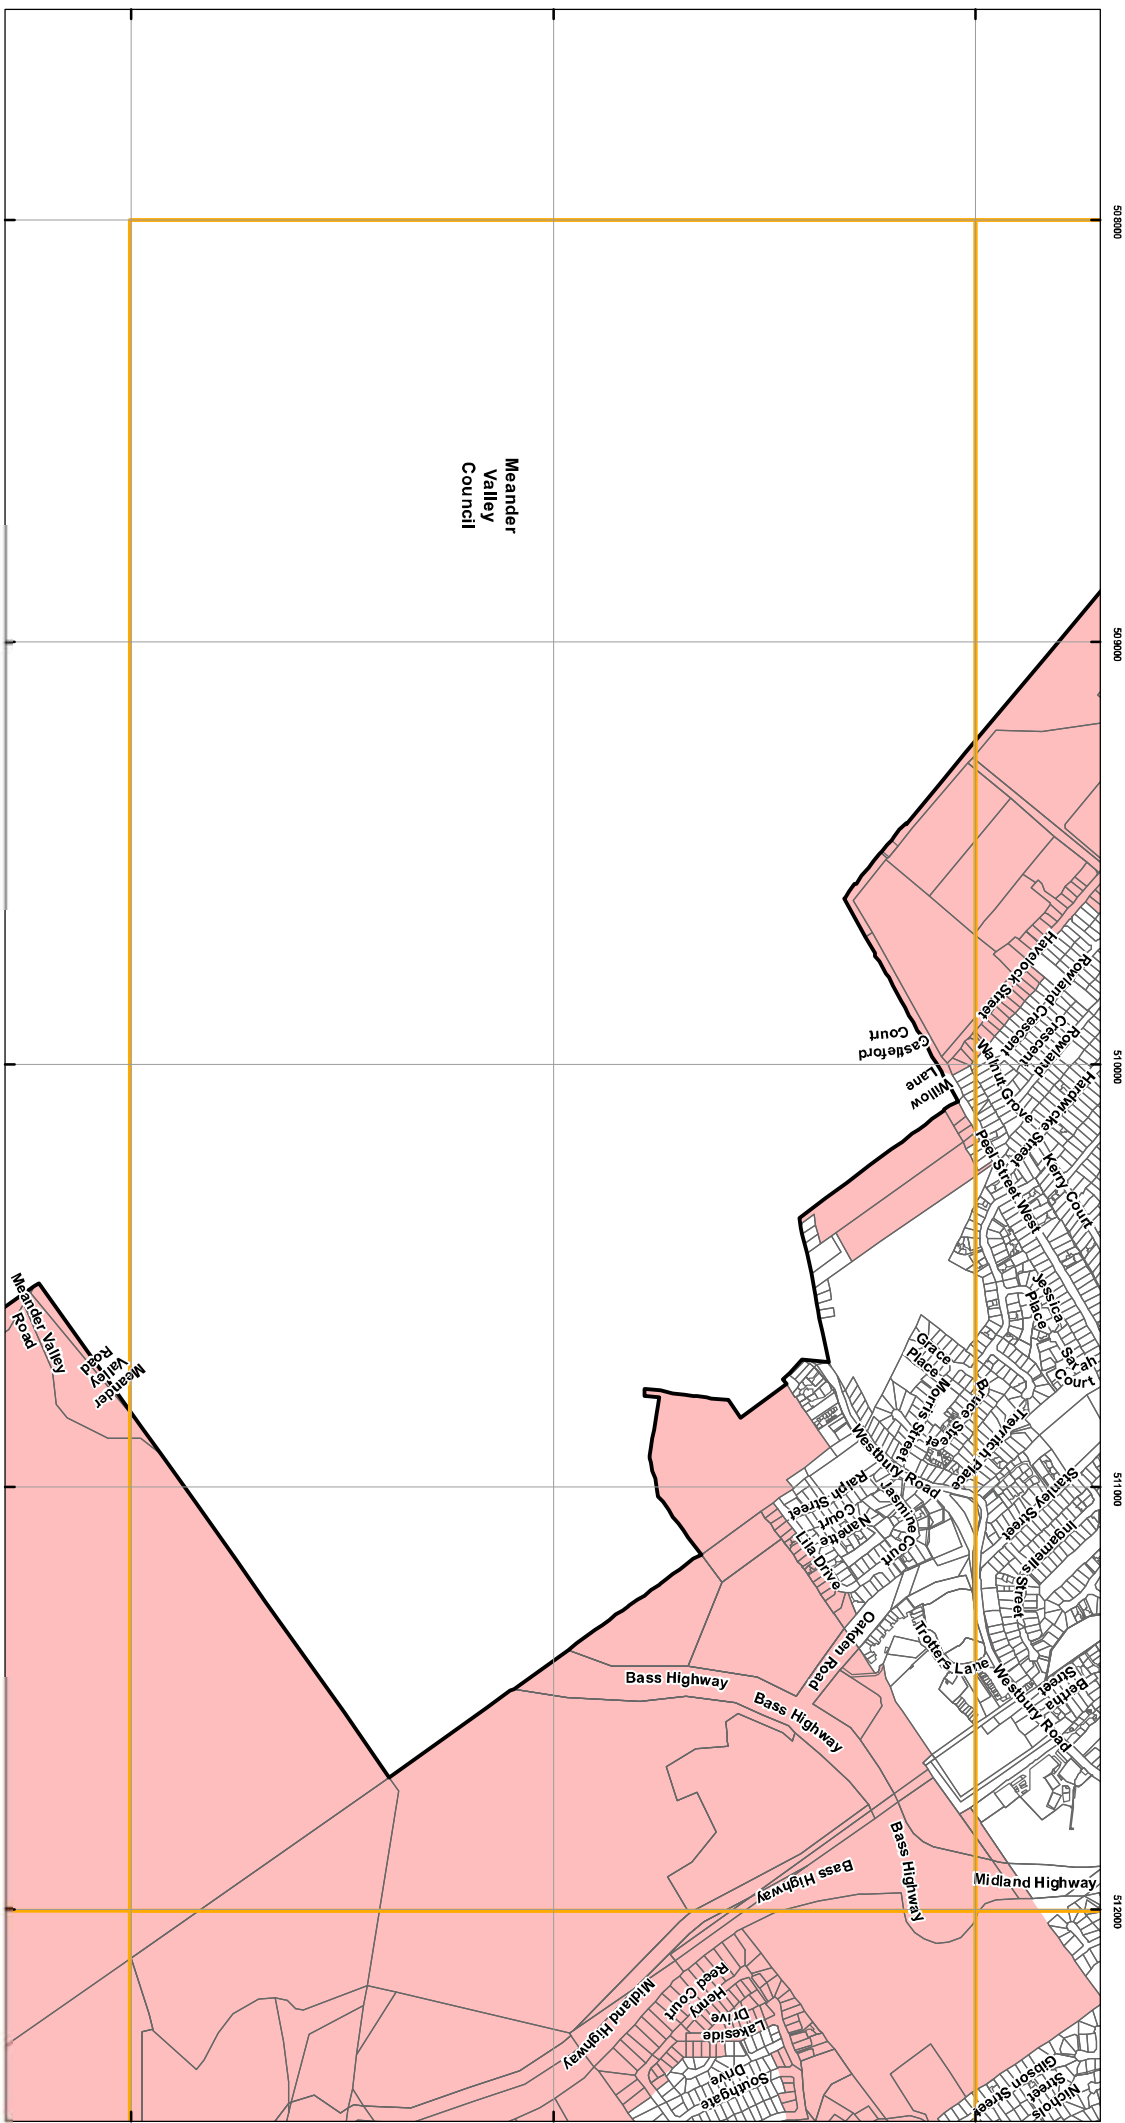 508000
509000
510000
511000
512000
Meander
Valley
Council
Havelock Street
Rowland Crescent
Rowland
Crescent
Walnut Grove
Hardwicke Street
Castleford
Court
Willow
Lane
Peel Street West
Kerry Court
Jessica
Place
Sarah
Court
Grace
Place
Morris Street
Bruce Street
Trevritch Place
Westbury Road
Stanley Street
Ingamells
Street
Ralph Street
Jasmine Court
Nanette
Court
Lila Drive
Oakden Road
Trotters Lane
Westbury Road
Bertha
Street
Meander Valley
Road
Meander
Valley
Road
Bass Highway
Bass Highway
Bass Highway
Bass Highway
Midland Highway
Midland Highway
Reed Court
Henry
Drive
Lakeside
Southgate
Drive
Gibson Street
Nichols
Street